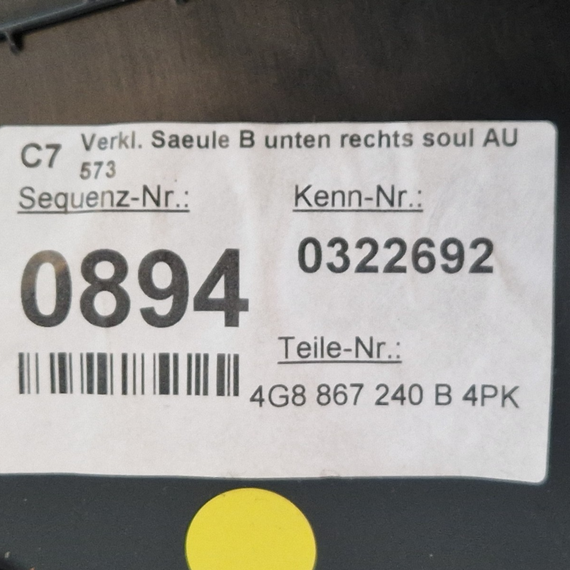 C7 Verkl. Saeule B unten rechts soul AU
573
Sequenz-Nr.: Kenn-Nr.:
0894 0322692
Teile-Nr.:
4G8 867 240 B 4PK